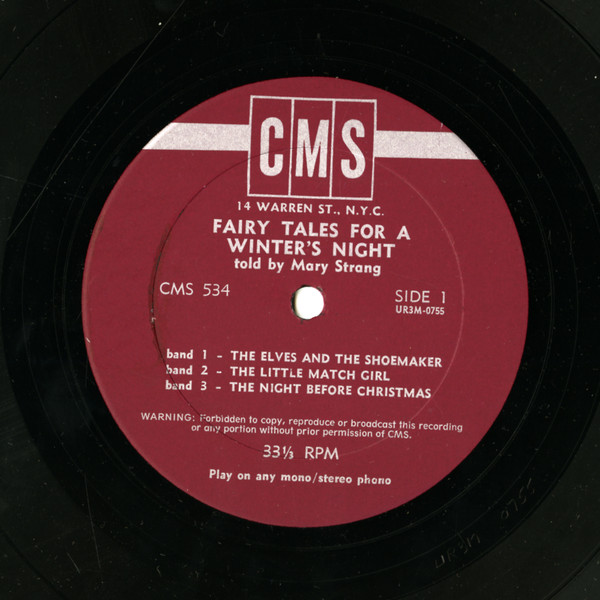 CMS
14 WARREN ST., N.Y.C.
FAIRY TALES FOR A
WINTER'S NIGHT
told by Mary Strang
CMS 534
SIDE 1
UR3M-0755
band 1 - THE ELVES AND THE SHOEMAKER
band 2 - THE LITTLE MATCH GIRL
band 3 - THE NIGHT BEFORE CHRISTMAS
WARNING: Forbidden to copy, reproduce or broadcast this recording
or any portion without prior permission of CMS.
33⅓ RPM
Play on any mono/stereo phono